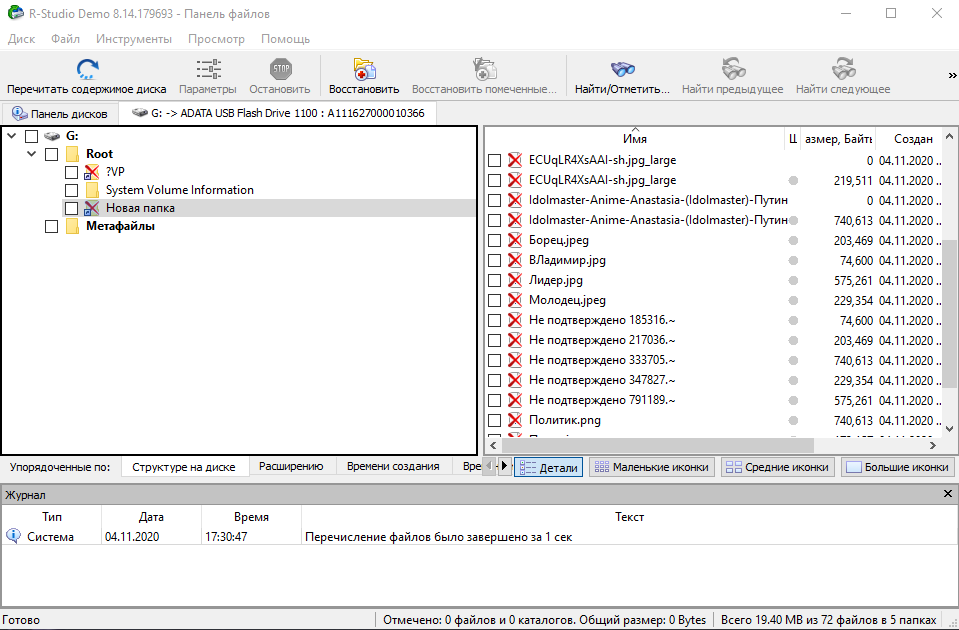 R-Studio Demo 8.14.179693 - Панель файлов
Диск Файл Инструменты Просмотр Помощь
Перечитать содержимое диска Параметры Остановить Восстановить Восстановить помеченные... Найти/Отметить... Найти предыдущее Найти следующее »
STOP
Панель дисков G: -> ADATA USB Flash Drive 1100 : A111627000010366
G:
Root
?VP
System Volume Information
Новая папка
Метафайлы
Имя Ц азмер, Байты Создан
ECUqLR4XsAAI-sh.jpg_large 0 04.11.2020 ..
ECUqLR4XsAAI-sh.jpg_large 219,511 04.11.2020 ..
Idolmaster-Anime-Anastasia-(Idolmaster)-Путин 0 04.11.2020 ..
Idolmaster-Anime-Anastasia-(Idolmaster)-Путин 740,613 04.11.2020 ..
Борец.jpeg 203,469 04.11.2020 ..
ВЛадимир.jpg 74,600 04.11.2020 ..
Лидер.jpg 575,261 04.11.2020 ..
Молодец.jpeg 229,354 04.11.2020 ..
Не подтверждено 185316.~ 74,600 04.11.2020 ..
Не подтверждено 217036.~ 203,469 04.11.2020 ..
Не подтверждено 333705.~ 740,613 04.11.2020 ..
Не подтверждено 347827.~ 229,354 04.11.2020 ..
Не подтверждено 791189.~ 575,261 04.11.2020 ..
Политик.png 740,613 04.11.2020 ..
Упорядоченные по: Структуре на диске Расширению Времени создания Вре
Детали Маленькие иконки Средние иконки Большие иконки
Журнал
Тип Дата Время Текст
Система 04.11.2020 17:30:47 Перечисление файлов было завершено за 1 сек
Готово Отмечено: 0 файлов и 0 каталогов. Общий размер: 0 Bytes Всего 19.40 MB из 72 файлов в 5 папках